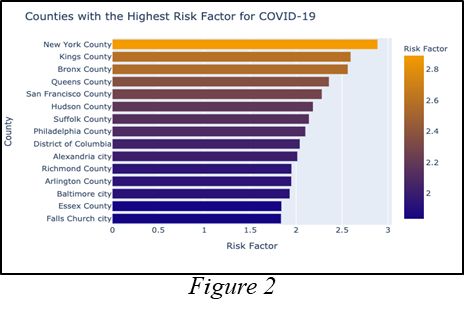 Counties with the Highest Risk Factor for COVID-19
New York County
Kings County
Bronx County
Queens County
San Francisco County
Hudson County
Suffolk County
Philadelphia County
District of Columbia
Alexandria city
Richmond County
Arlington County
Baltimore city
Essex County
Falls Church city
County
0 0.5 1 1.5 2 2.5 3
Risk Factor
Risk Factor
2.8
2.6
2.4
2.2
2
Figure 2